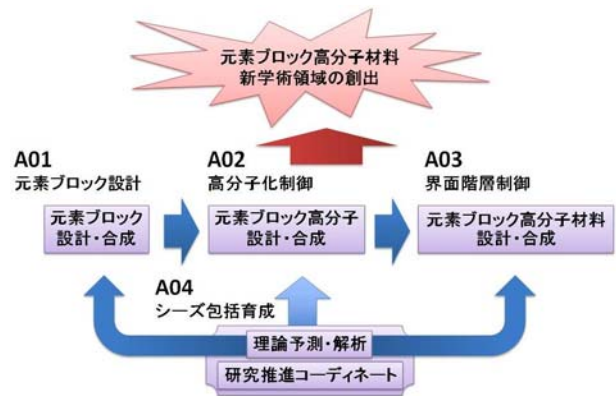 元素ブロック高分子材料
新学術領域の創出
A01
元素ブロック設計
A02
高分子化制御
A03
界面階層制御
元素ブロック
設計・合成
元素ブロック高分子
設計・合成
元素ブロック高分子材料
設計・合成
A04
シーズ包括育成
理論予測・解析
研究推進コーディネート